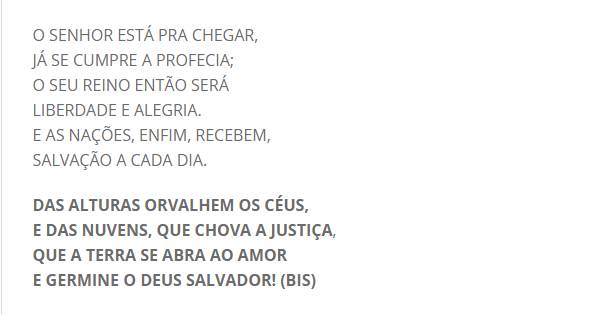 O SENHOR ESTÁ PRA CHEGAR,
JÁ SE CUMPRE A PROFECIA;
O SEU REINO ENTÃO SERÁ
LIBERDADE E ALEGRIA.
E AS NAÇÕES, ENFIM, RECEBEM,
SALVAÇÃO A CADA DIA.
DAS ALTURAS ORVALHEM OS CÉUS,
E DAS NUVENS, QUE CHOVA A JUSTIÇA,
QUE A TERRA SE ABRA AO AMOR
E GERMINE O DEUS SALVADOR! (BIS)